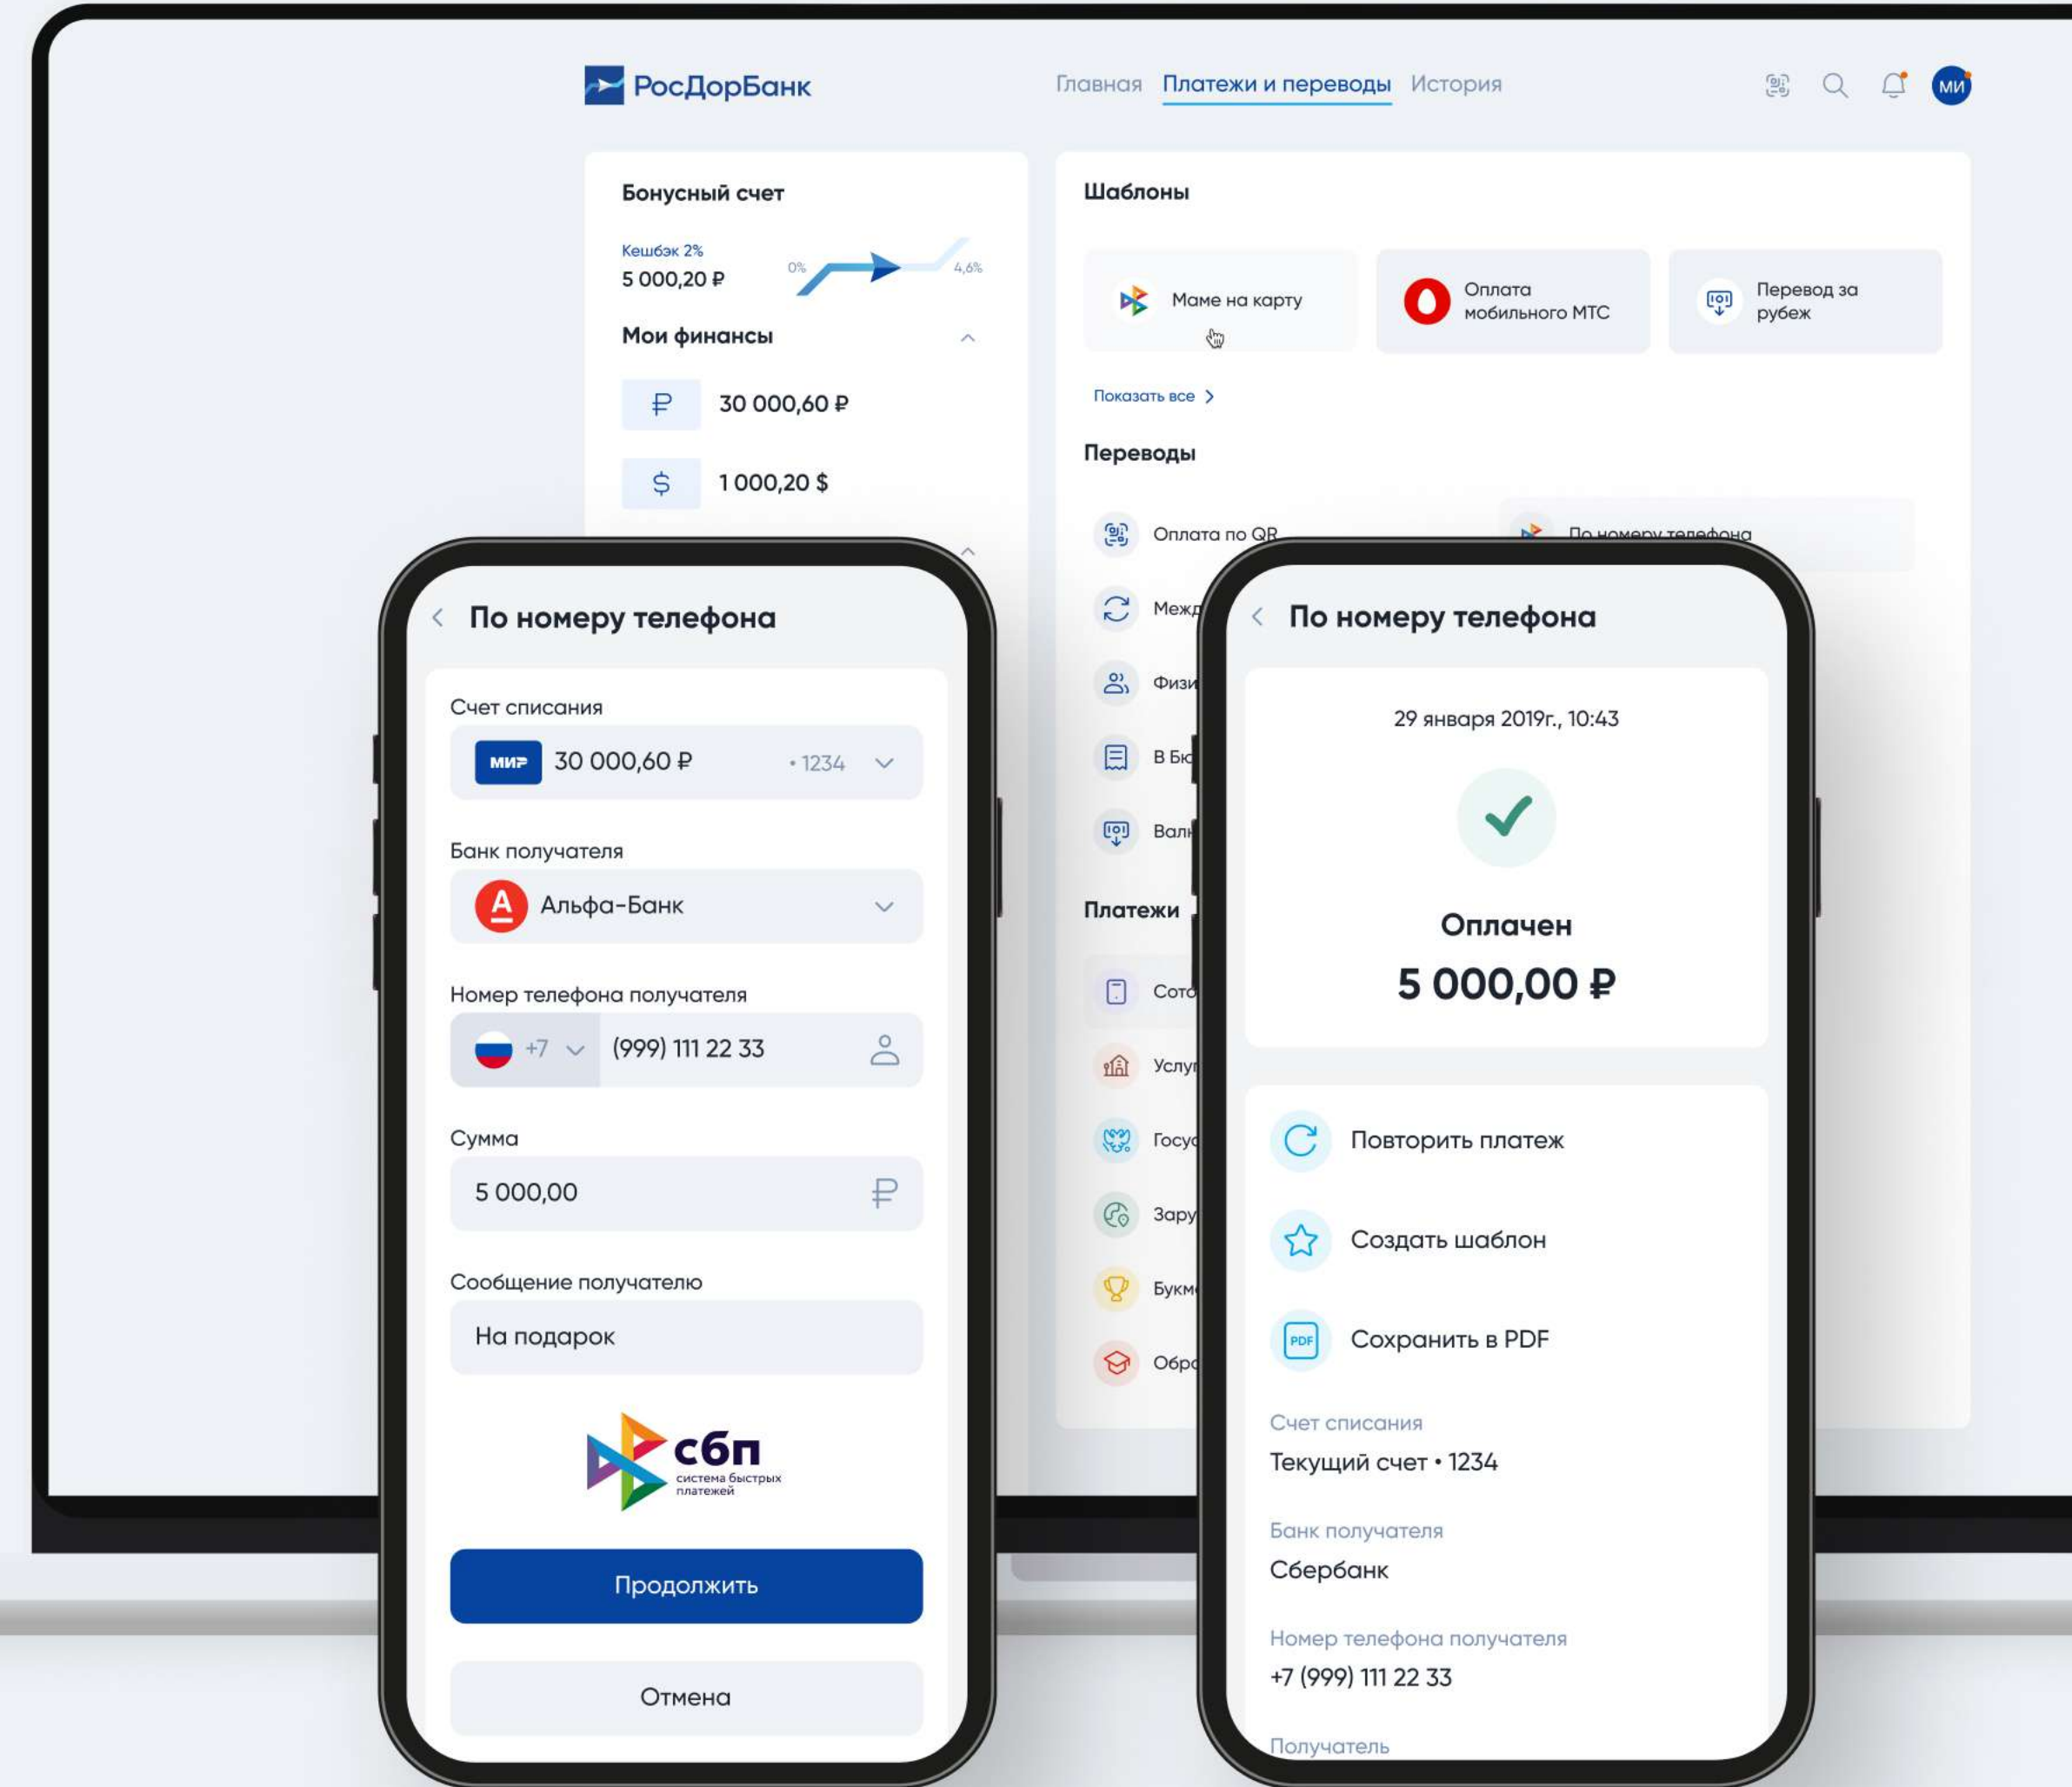 РосДорБанк
Главная Платежи и переводы История
МИ
Бонусный счет
Кешбэк 2%
5 000,20 ₽
0%
4,6%
Мои финансы
₽ 30 000,60 ₽
$ 1 000,20 $
Шаблоны
Маме на карту
Оплата
мобильного МТС
Перевод за
рубеж
Показать все
Переводы
Оплата по QR
По номеру телефона
В
Платежи
По номеру телефона
Счет списания
МИР 30 000,60 ₽ • 1234
Банк получателя
А Альфа-Банк
Номер телефона получателя
+7 (999) 111 22 33
Сумма
5 000,00 ₽
Сообщение получателю
На подарок
сбп
система быстрых
платежей
Продолжить
Отмена
По номеру телефона
29 января 2019г., 10:43
Оплачен
5 000,00 ₽
Повторить платеж
Создать шаблон
PDF Сохранить в PDF
Счет списания
Текущий счет • 1234
Банк получателя
Сбербанк
Номер телефона получателя
+7 (999) 111 22 33
Получатель